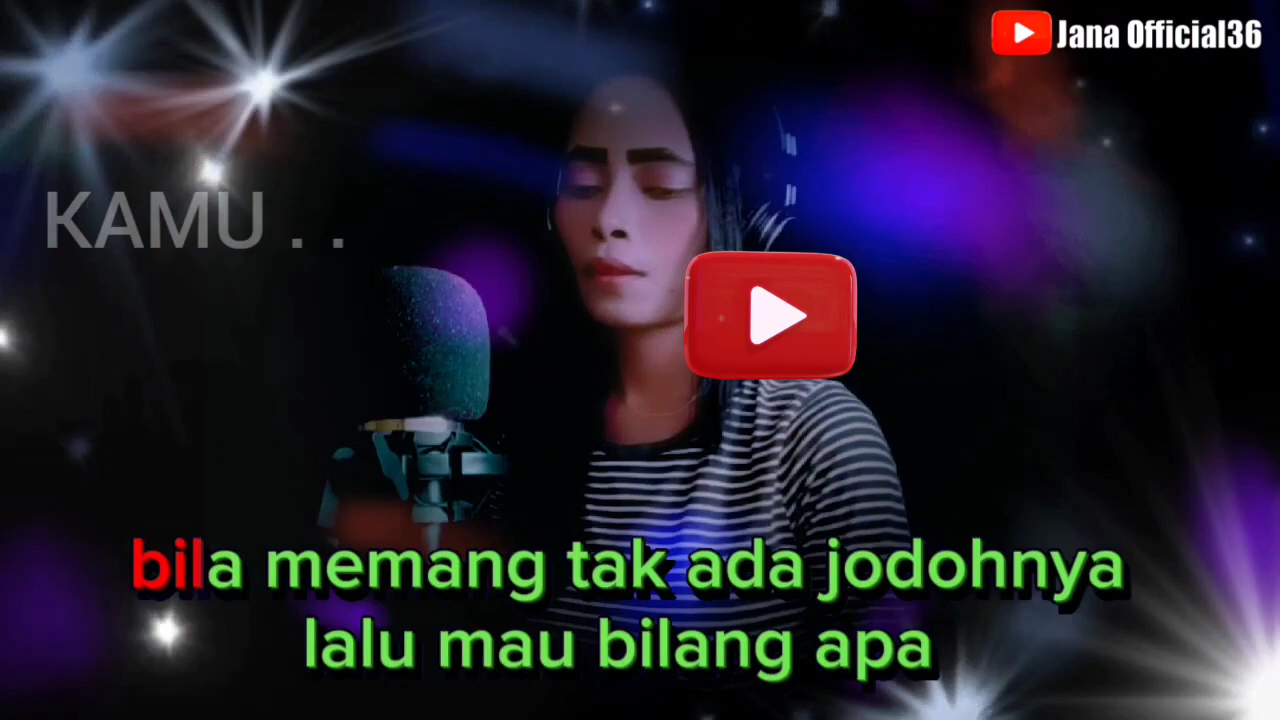 Jana Official36
KAMU . .
bila memang tak ada jodohnya
lalu mau bilang apa